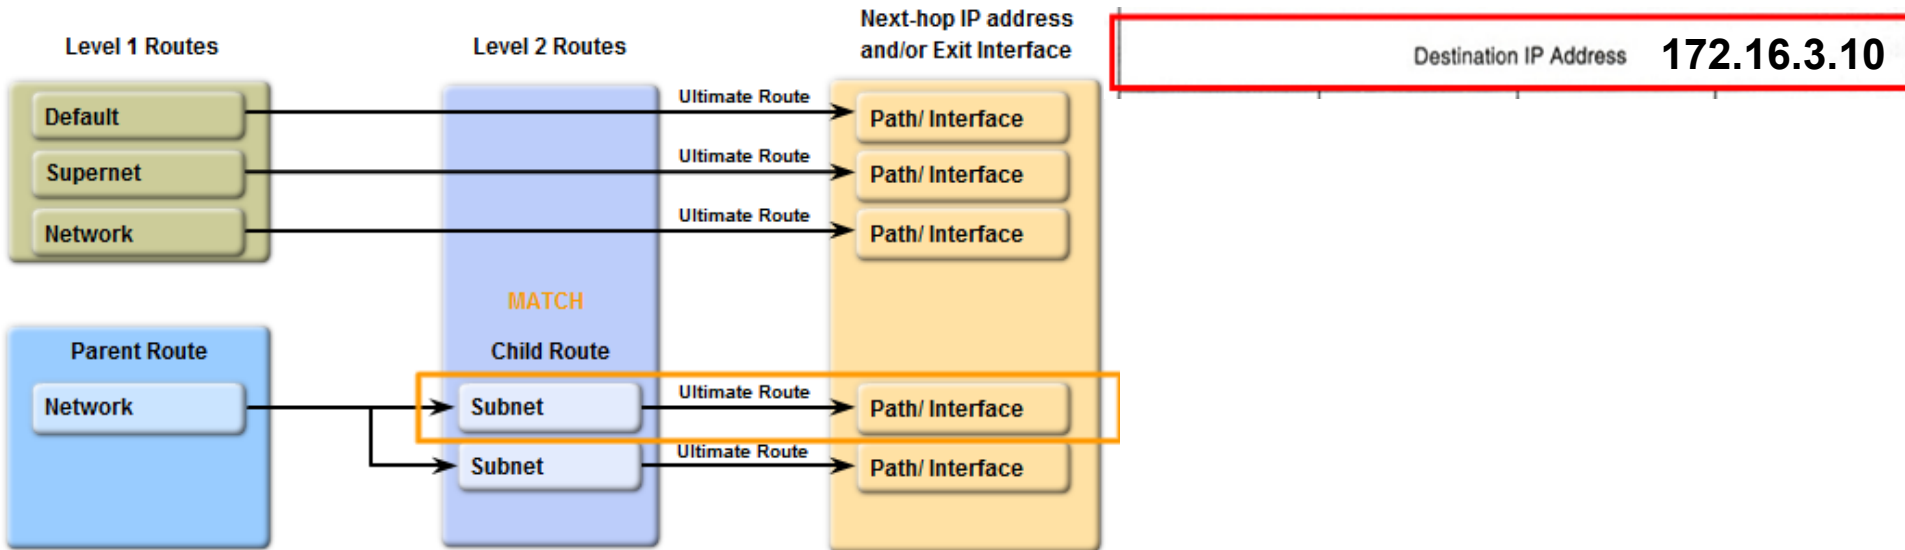 Level 1 Routes
Level 2 Routes
Next-hop IP address
and/or Exit Interface
Destination IP Address 172.16.3.10
Default
Ultimate Route
Path/ Interface
Supernet
Ultimate Route
Path/ Interface
Network
Ultimate Route
Path/ Interface
MATCH
Parent Route
Child Route
Network
Subnet
Ultimate Route
Path/ Interface
Subnet
Ultimate Route
Path/ Interface